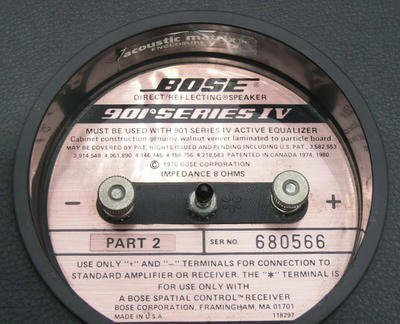 acoustic matrix™
ENCLOSURE
BOSE®
DIRECT/REFLECTING® SPEAKER
901® SERIES IV
MUST BE USED WITH 901 SERIES IV ACTIVE EQUALIZER
Cabinet construction genuine walnut veneer laminated to particle board.
MAY BE COVERED BY PAT. RIGHTS ISSUED AND PENDING INCLUDING U.S. PAT., 3,582,553
3,914,549 4,061,890 4,146,745 4,158,756 4,218,583 PATENTED IN CANADA 1974, 1980.
© 1976 BOSE CORPORATION
IMPEDANCE 8 OHMS
- +
PART 2 SER.NO. 680566
USE ONLY "+" AND "-" TERMINALS FOR CONNECTION TO
STANDARD AMPLIFIER OR RECEIVER. THE "*" TERMINAL IS
FOR USE ONLY WITH
A BOSE SPATIAL CONTROL™ RECEIVER
BOSE CORPORATION, FRAMINGHAM, MA 01701
MADE IN U.S.A. 118297